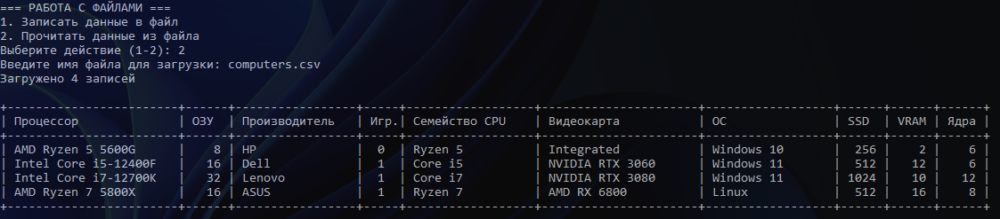 === РАБОТА С ФАЙЛАМИ ===
1. Записать данные в файл
2. Прочитать данные из файла
Выберите действие (1-2): 2
Введите имя файла для загрузки: computers.csv
Загружено 4 записей
+------------------------+------+-----------------+-----+------------------+----------------------+------------------+------+------+------+
| Процессор              | ОЗУ  | Производитель   | Игр.| Семейство CPU    | Видеокарта           | ОС               | SSD  | VRAM | Ядра |
+------------------------+------+-----------------+-----+------------------+----------------------+------------------+------+------+------+
| AMD Ryzen 5 5600G      |    8 | HP              |  0  | Ryzen 5          | Integrated           | Windows 10       |  256 |    2 |    6 |
| Intel Core i5-12400F   |   16 | Dell            |  1  | Core i5          | NVIDIA RTX 3060      | Windows 11       |  512 |   12 |    6 |
| Intel Core i7-12700K   |   32 | Lenovo          |  1  | Core i7          | NVIDIA RTX 3080      | Windows 11       | 1024 |   10 |   12 |
| AMD Ryzen 7 5800X      |   16 | ASUS            |  1  | Ryzen 7          | AMD RX 6800          | Linux            |  512 |   16 |    8 |
+------------------------+------+-----------------+-----+------------------+----------------------+------------------+------+------+------+